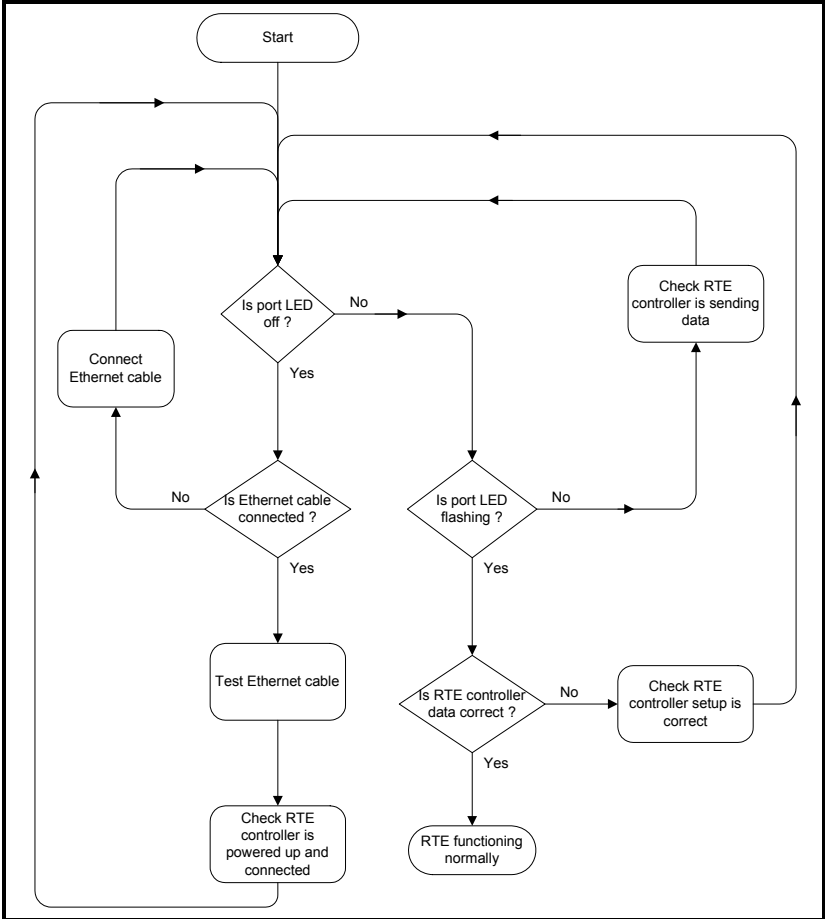 Start
Is port LED
off ?
No
Yes
Check RTE
controller is sending
data
Connect
Ethernet cable
Is Ethernet cable
connected ?
No
Yes
Is port LED
flashing ?
No
Yes
Test Ethernet cable
Is RTE controller
data correct ?
No
Yes
Check RTE
controller setup is
correct
Check RTE
controller is
powered up and
connected
RTE functioning
normally